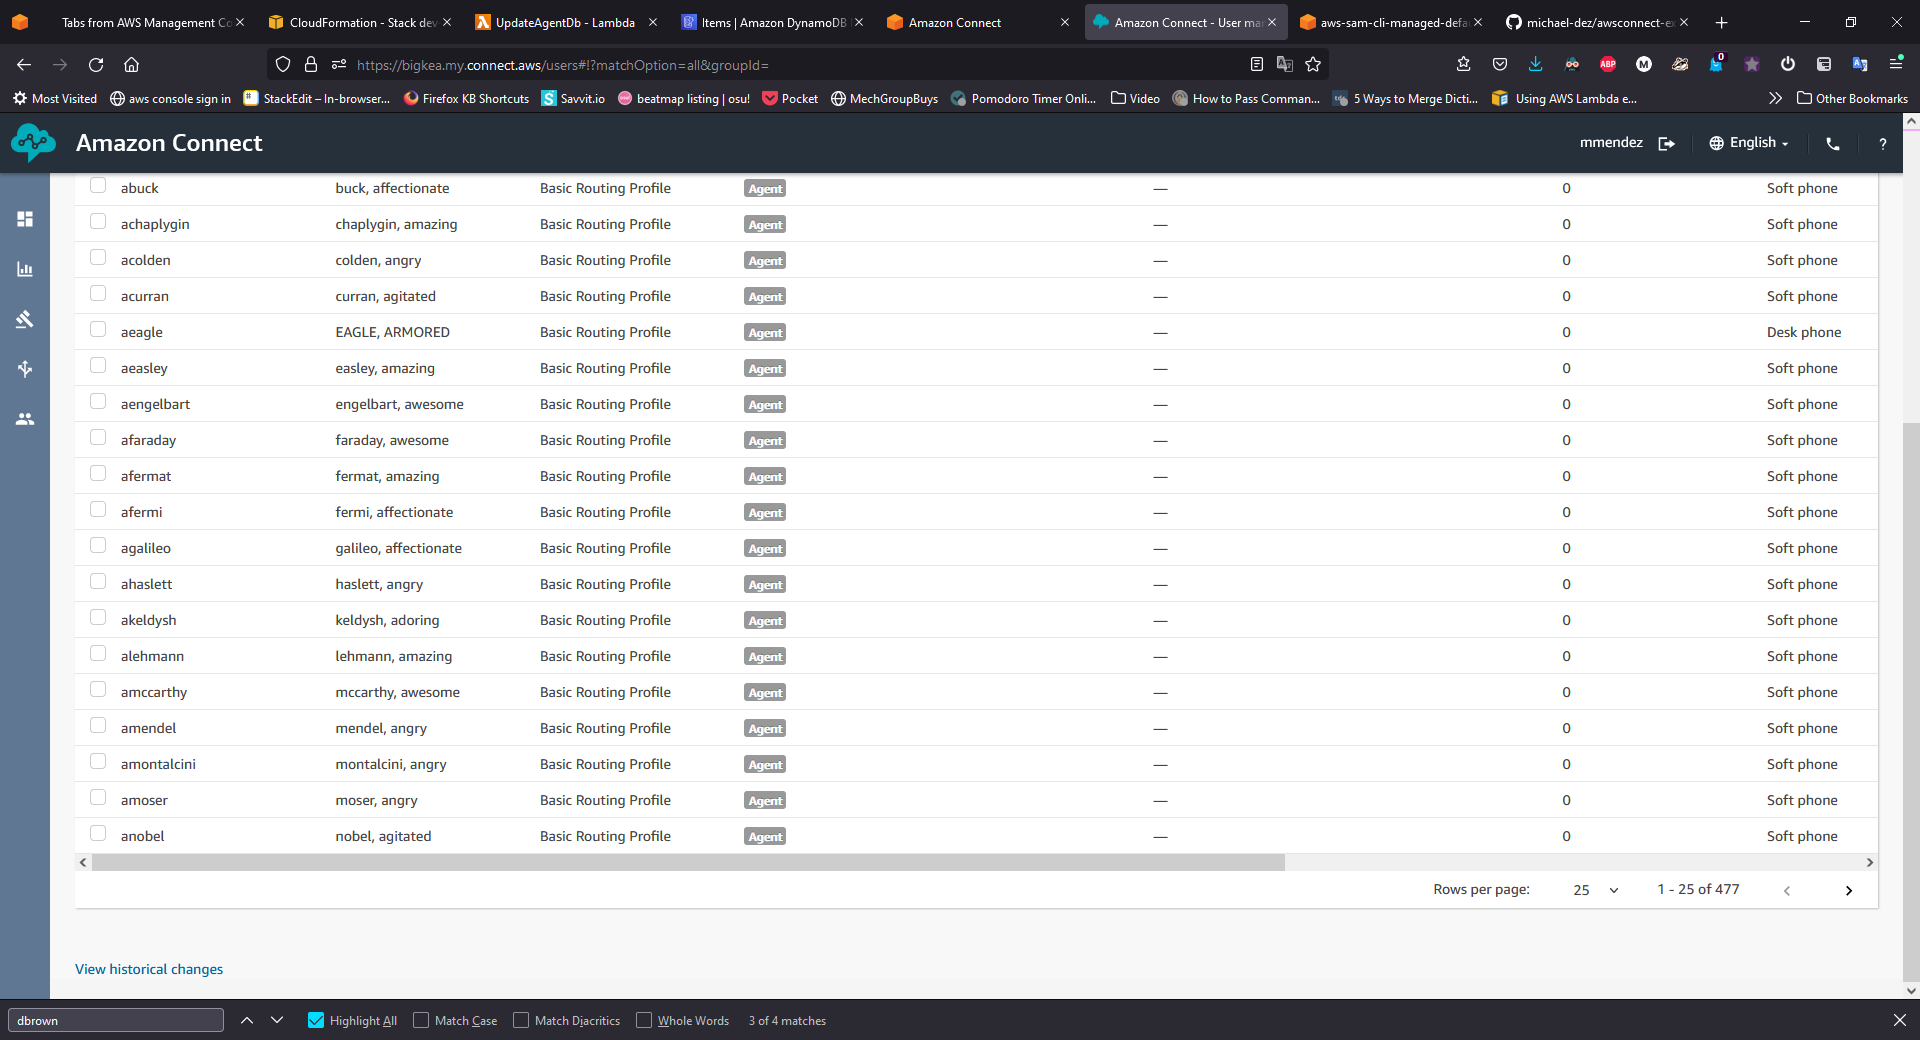 Tabs from AWS Management Co
CloudFormation - Stack dev
UpdateAgentDb - Lambda
Items | Amazon DynamoDB
Amazon Connect
Amazon Connect - User ma
aws-sam-cli-managed-defa
michael-dez/awsconnect-ex
https://bigkea.my.connect.aws/users#!?matchOption=all&groupId=
ABP
M
0
Most Visited
aws console sign in
StackEdit – In-browser...
Firefox KB Shortcuts
Savvit.io
beatmap listing | osu!
Pocket
MechGroupBuys
Pomodoro Timer Onli...
Video
How to Pass Comman...
5 Ways to Merge Dicti...
Using AWS Lambda e...
Other Bookmarks
Amazon Connect
mmendez
English
?
abuck buck, affectionate Basic Routing Profile Agent — 0 Soft phone
achaplygin chaplygin, amazing Basic Routing Profile Agent — 0 Soft phone
acolden colden, angry Basic Routing Profile Agent — 0 Soft phone
acurran curran, agitated Basic Routing Profile Agent — 0 Soft phone
aeagle EAGLE, ARMORED Basic Routing Profile Agent — 0 Desk phone
aeasley easley, amazing Basic Routing Profile Agent — 0 Soft phone
aengelbart engelbart, awesome Basic Routing Profile Agent — 0 Soft phone
afaraday faraday, awesome Basic Routing Profile Agent — 0 Soft phone
afermat fermat, amazing Basic Routing Profile Agent — 0 Soft phone
afermi fermi, affectionate Basic Routing Profile Agent — 0 Soft phone
agalileo galileo, affectionate Basic Routing Profile Agent — 0 Soft phone
ahaslett haslett, angry Basic Routing Profile Agent — 0 Soft phone
akeldysh keldysh, adoring Basic Routing Profile Agent — 0 Soft phone
alehmann lehmann, amazing Basic Routing Profile Agent — 0 Soft phone
amccarthy mccarthy, awesome Basic Routing Profile Agent — 0 Soft phone
amendel mendel, angry Basic Routing Profile Agent — 0 Soft phone
amontalcini montalcini, angry Basic Routing Profile Agent — 0 Soft phone
amoser moser, angry Basic Routing Profile Agent — 0 Soft phone
anobel nobel, agitated Basic Routing Profile Agent — 0 Soft phone
Rows per page: 25 1 - 25 of 477
View historical changes
dbrown
Highlight All
Match Case
Match Diacritics
Whole Words
3 of 4 matches